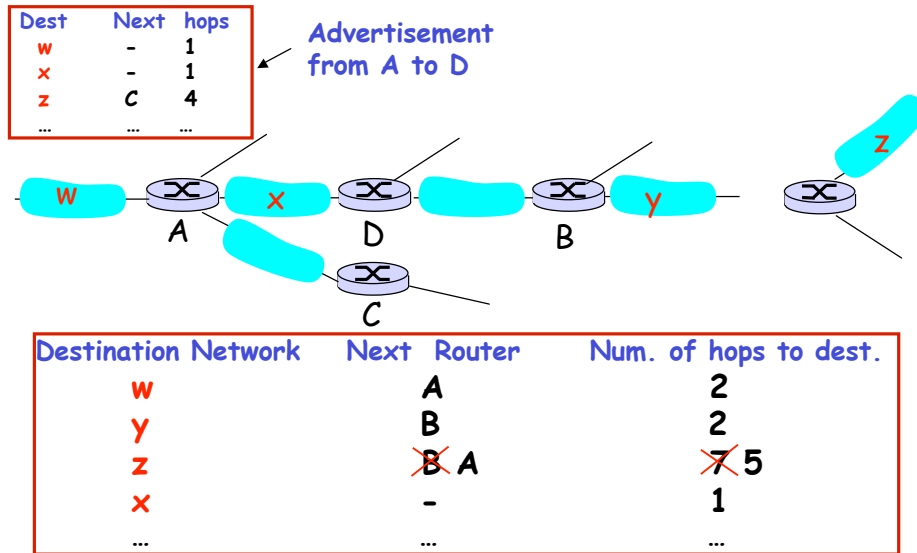 Dest Next hops
w - 1
x - 1
z C 4
... ... ...
Advertisement
from A to D
z
w x y
A D B
C
Destination Network Next Router Num. of hops to dest.
w A 2
y B 2
z B A 7 5
x - 1
... ... ...